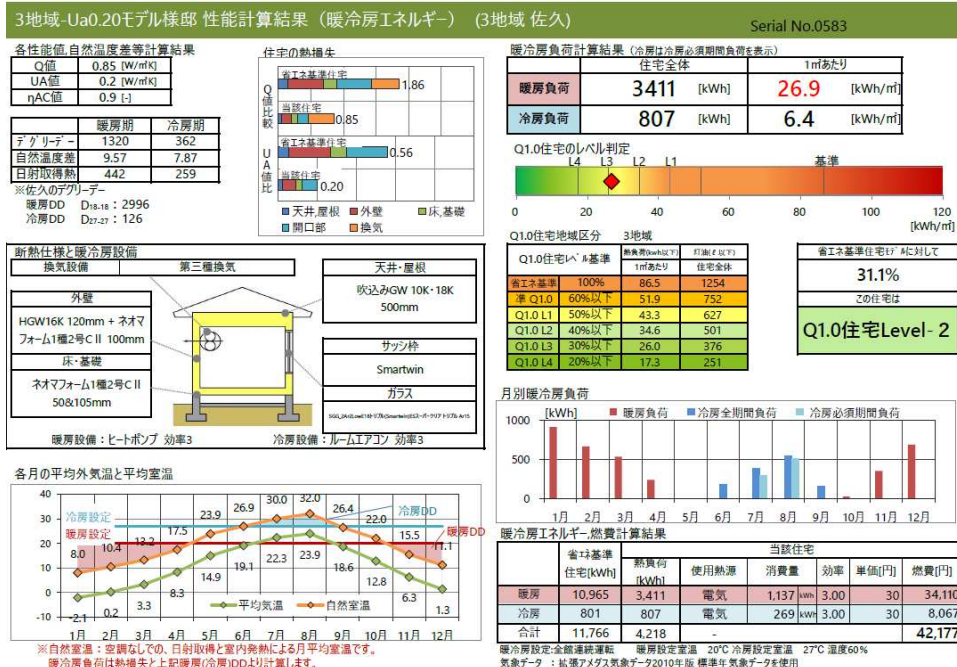 3地域-Ua0.20モデル様邸 性能計算結果（暖冷房エネルギー） (3地域 佐久)
Serial No.0583
各性能値,自然温度差等計算結果
Q値 0.85 [W/㎡K]
UA値 0.2 [W/㎡K]
ηAC値 0.9 [-]
暖房期 冷房期
デグリーデー 1320 362
自然温度差 9.57 7.87
日射取得熱 442 259
※佐久のデグリーデー
暖房DD D18-18：2996
冷房DD D27-27：126
住宅の熱損失
Q値比較
省エネ基準住宅
1.86
当該住宅
0.85
UA値比
省エネ基準住宅
0.56
当該住宅
0.20
■天井,屋根 ■外壁 ■床,基礎
■開口部 ■換気
暖冷房負荷計算結果（冷房は冷房必須期間負荷を表示）
住宅全体 1㎡あたり
暖房負荷 3411 [kWh] 26.9 [kWh/㎡]
冷房負荷 807 [kWh] 6.4 [kWh/㎡]
Q1.0住宅のレベル判定
L4 L3 L2 L1 基準
0 20 40 60 80 100 120
[kWh/㎡]
断熱仕様と暖冷房設備
換気設備 第三種換気
外壁
HGW16K 120mm + ネオマフォーム1種2号CⅡ 100mm
床・基礎
ネオマフォーム1種2号CⅡ
50&105mm
天井・屋根
吹込みGW 10K・18K
500mm
サッシ枠
Smartwin
ガラス
暖房設備：ヒートポンプ 効率3 冷房設備：ルームエアコン 効率3
Q1.0住宅地域区分 3地域
Q1.0住宅レベル基準 熱負荷(kwh以下) 灯油(ℓ以下)
1㎡あたり 住宅全体
省エネ基準 100% 86.5 1254
準 Q1.0 60%以下 51.9 752
Q1.0 L1 50%以下 43.3 627
Q1.0 L2 40%以下 34.6 501
Q1.0 L3 30%以下 26.0 376
Q1.0 L4 20%以下 17.3 251
省エネ基準住宅モデルに対して
31.1%
この住宅は
Q1.0住宅Level- 2
月別暖冷房負荷
[kWh] ■暖房負荷 ■冷房全期間負荷 ■冷房必須期間負荷
1000
500
0
1月 2月 3月 4月 5月 6月 7月 8月 9月 10月 11月 12月
各月の平均外気温と平均室温
40
30
20
10
0
-10
冷房設定
暖房設定
冷房DD
暖房DD
8.0 10.4 13.2 17.5 23.9 26.9 30.0 32.0 26.4 22.0 15.5 11.1
-2.1 0.2 3.3 8.3 14.9 19.1 22.3 23.9 18.6 12.8 6.3 1.3
平均気温 自然室温
1月 2月 3月 4月 5月 6月 7月 8月 9月 10月 11月 12月
※自然室温：空調なしでの、日射取得と室内発熱による月平均室温です。
暖冷房負荷は熱損失と上記暖房(冷房)DDより計算します。
暖冷房エネルギー,燃費計算結果
省エネ基準住宅[kWh] 当該住宅
熱負荷[kWh] 使用熱源 消費量 効率 単価[円] 燃費[円]
暖房 10,965 3,411 電気 1,137 kWh 3.00 30 34,110
冷房 801 807 電気 269 kWh 3.00 30 8,067
合計 11,766 4,218 - 42,177
暖冷房設定:全館連続運転 暖房設定室温 20℃ 冷房設定室温 27℃ 湿度60%
気象データ ：拡張アメダス気象データ2010年版 標準年気象データを使用